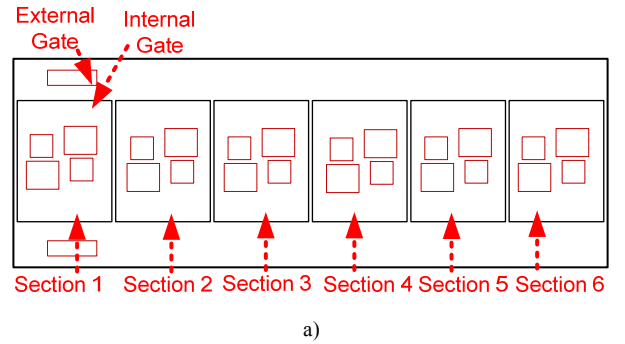 External Gate
Internal Gate
Section 1
Section 2
Section 3
Section 4
Section 5
Section 6
a)